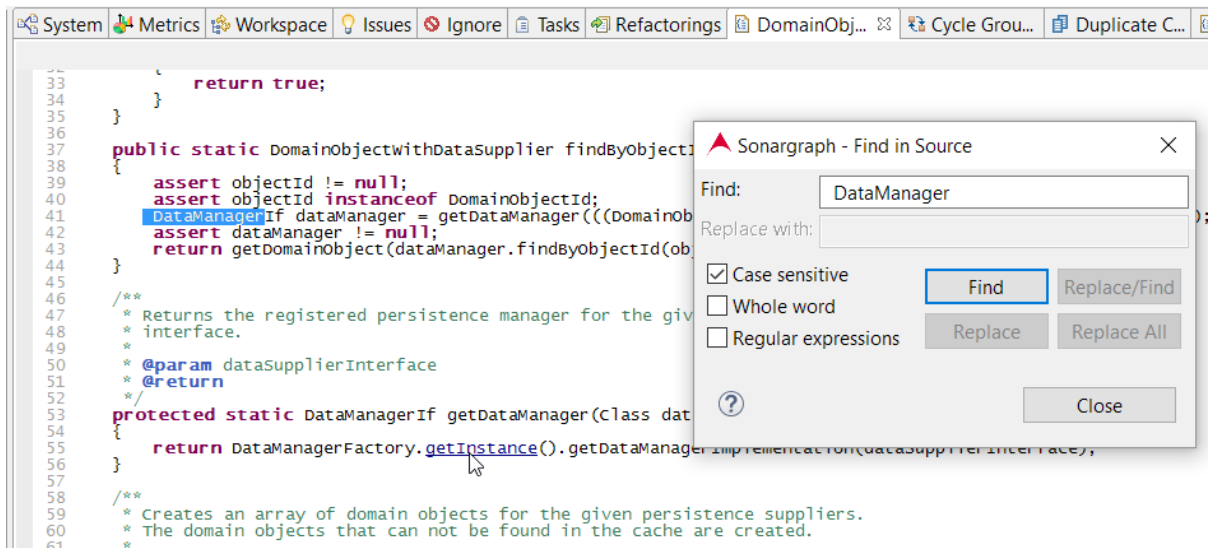 System Metrics Workspace Issues Ignore Tasks Refactorings DomainObj... Cycle Grou... Duplicate C...
32 {
33 return true;
34 }
35 }
36
37 public static DomainObjectWithDataSupplier findByObjectI
38 {
39 assert objectId != null;
40 assert objectId instanceof DomainObjectId;
41 DataManagerIf dataManager = getDataManager(((DomainOb );
42 assert dataManager != null;
43 return getDomainObject(dataManager.findByObjectId(obj
44 }
45
46 /**
47 * Returns the registered persistence manager for the giv
48 * interface.
49 *
50 * @param dataSupplierInterface
51 * @return
52 */
53 protected static DataManagerIf getDataManager(Class dat
54 {
55 return DataManagerFactory.getInstance().getDataManagerImplementation(dataSupplierInterface);
56 }
57
58 /**
59 * Creates an array of domain objects for the given persistence suppliers.
60 * The domain objects that can not be found in the cache are created.
61 *
Sonargraph - Find in Source
Find: DataManager
Replace with:
Case sensitive
Whole word
Regular expressions
Find Replace/Find
Replace Replace All
?
Close